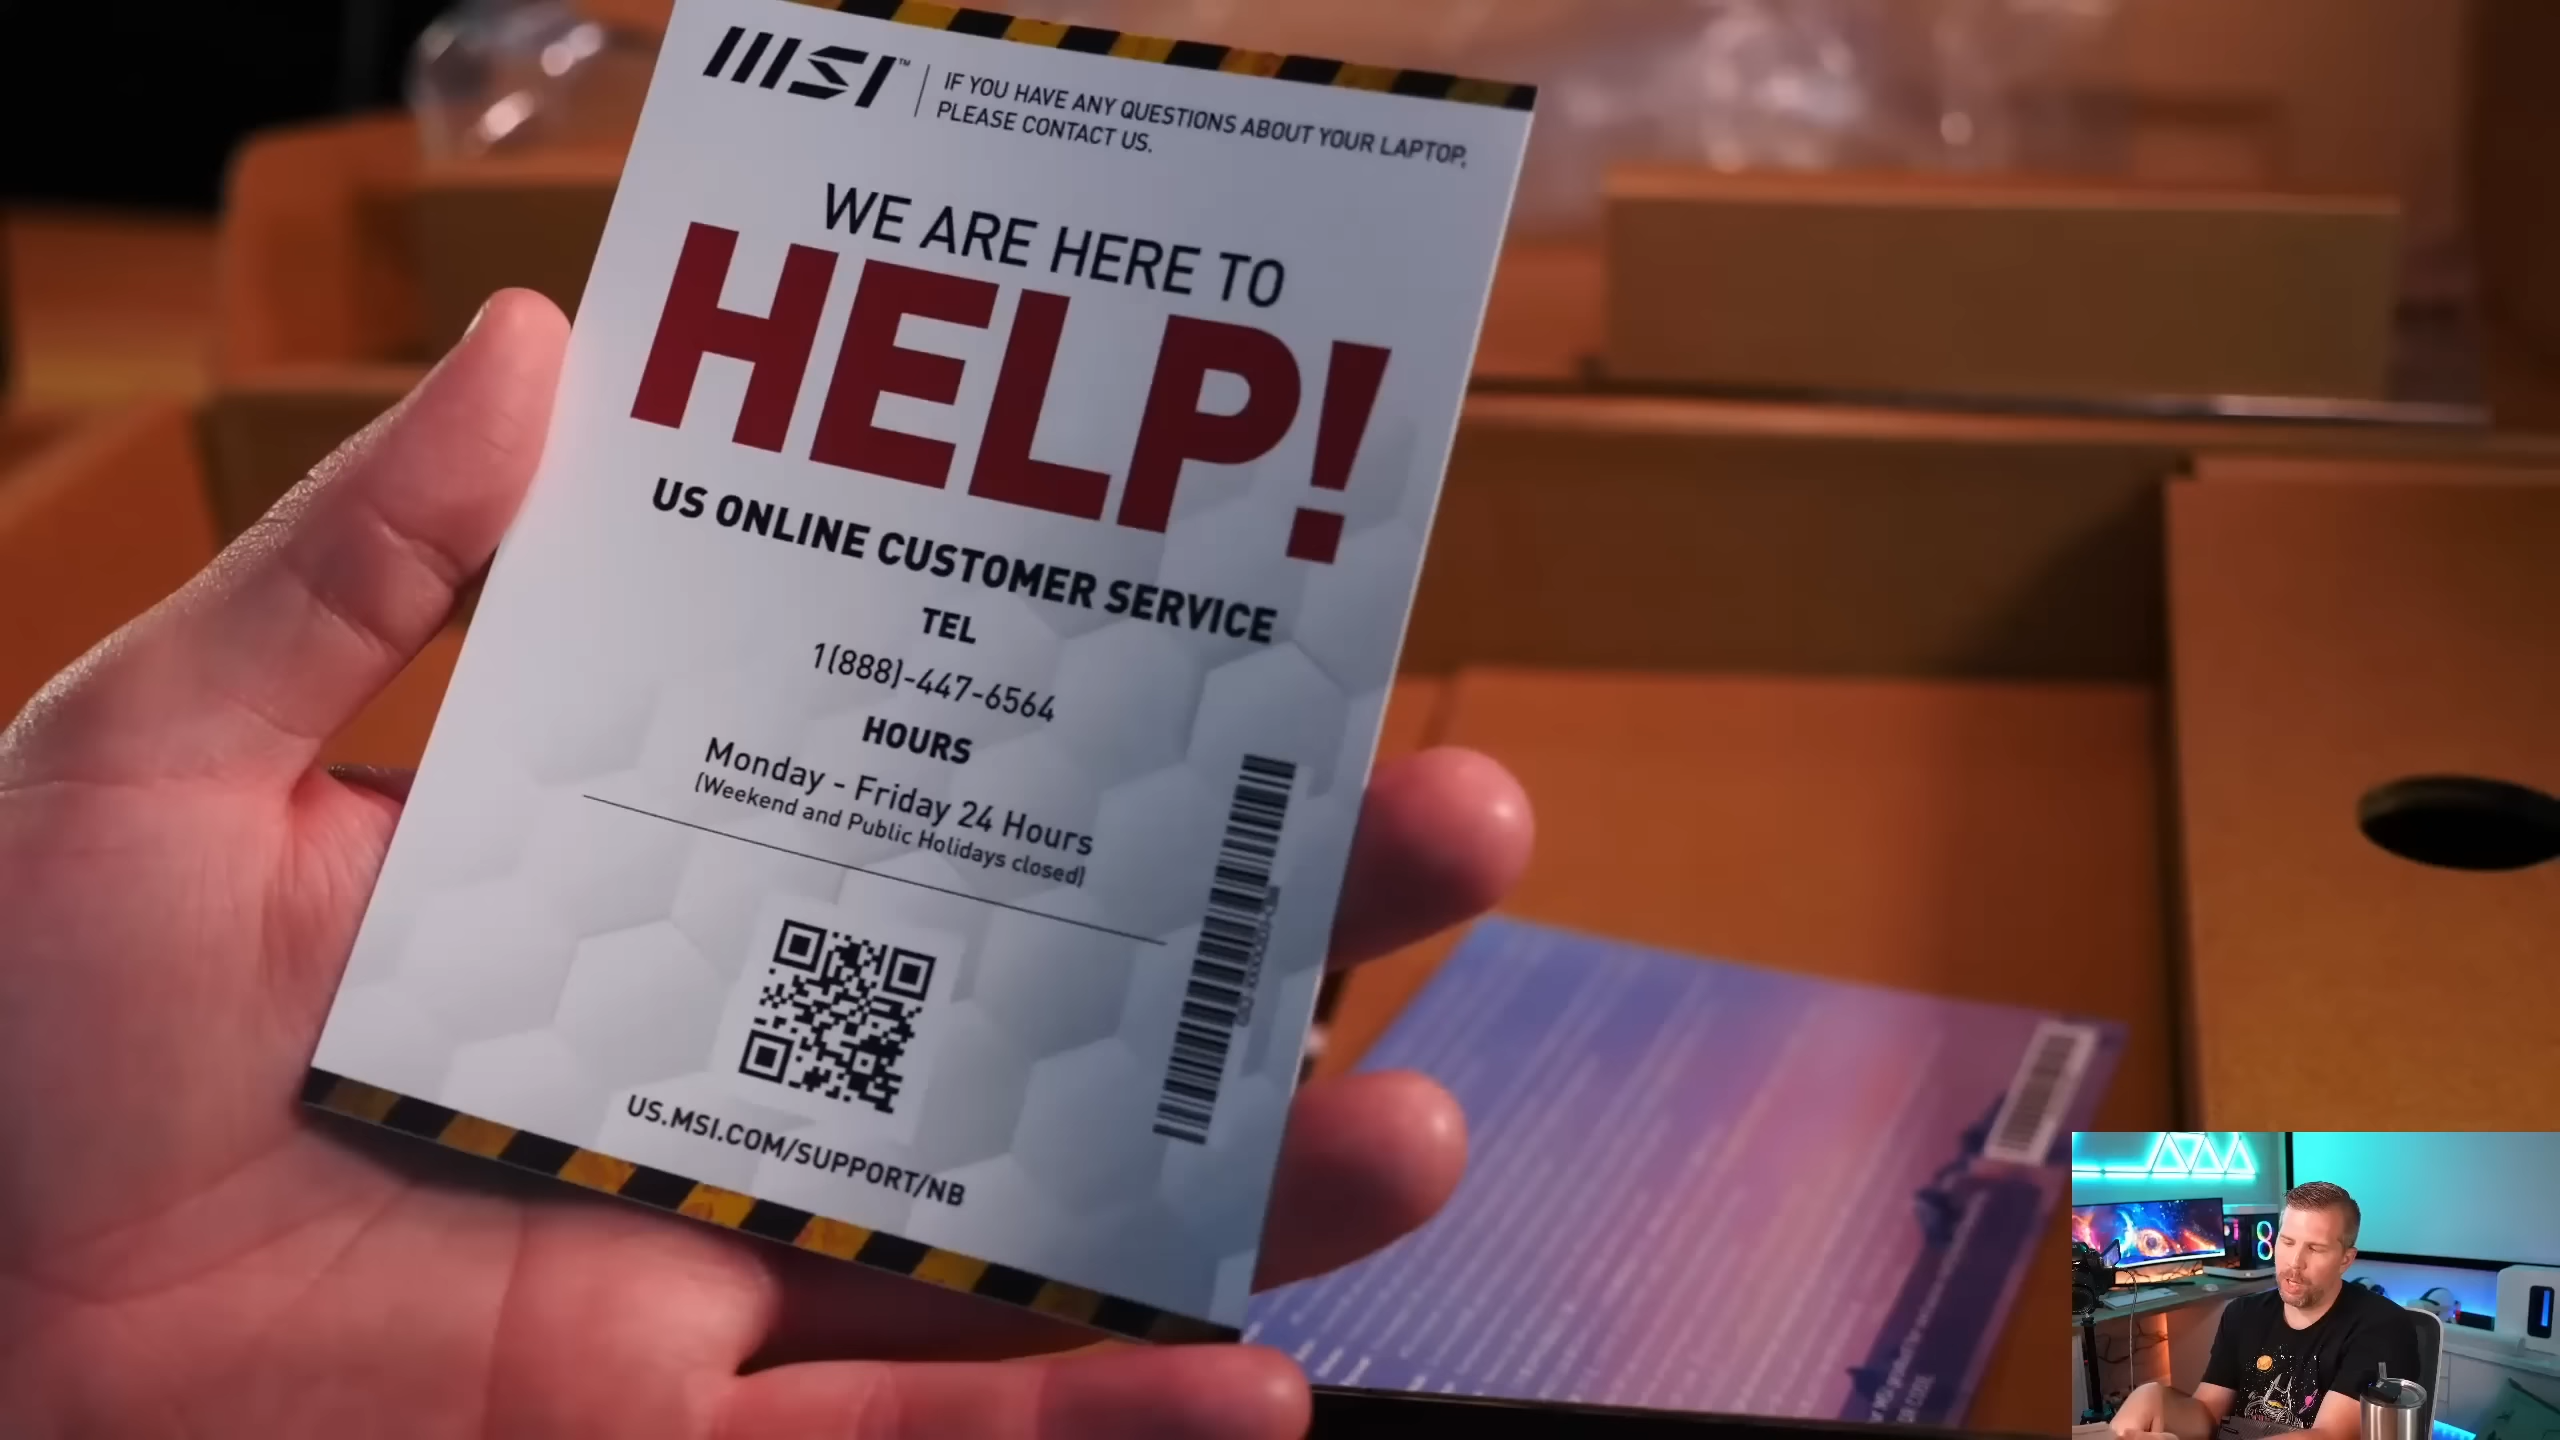 msi™
IF YOU HAVE ANY QUESTIONS ABOUT YOUR LAPTOP,
PLEASE CONTACT US.
WE ARE HERE TO
HELP!
US ONLINE CUSTOMER SERVICE
TEL
1(888)-447-6564
HOURS
Monday - Friday 24 Hours
(Weekend and Public Holidays closed)
US.MSI.COM/SUPPORT/NB